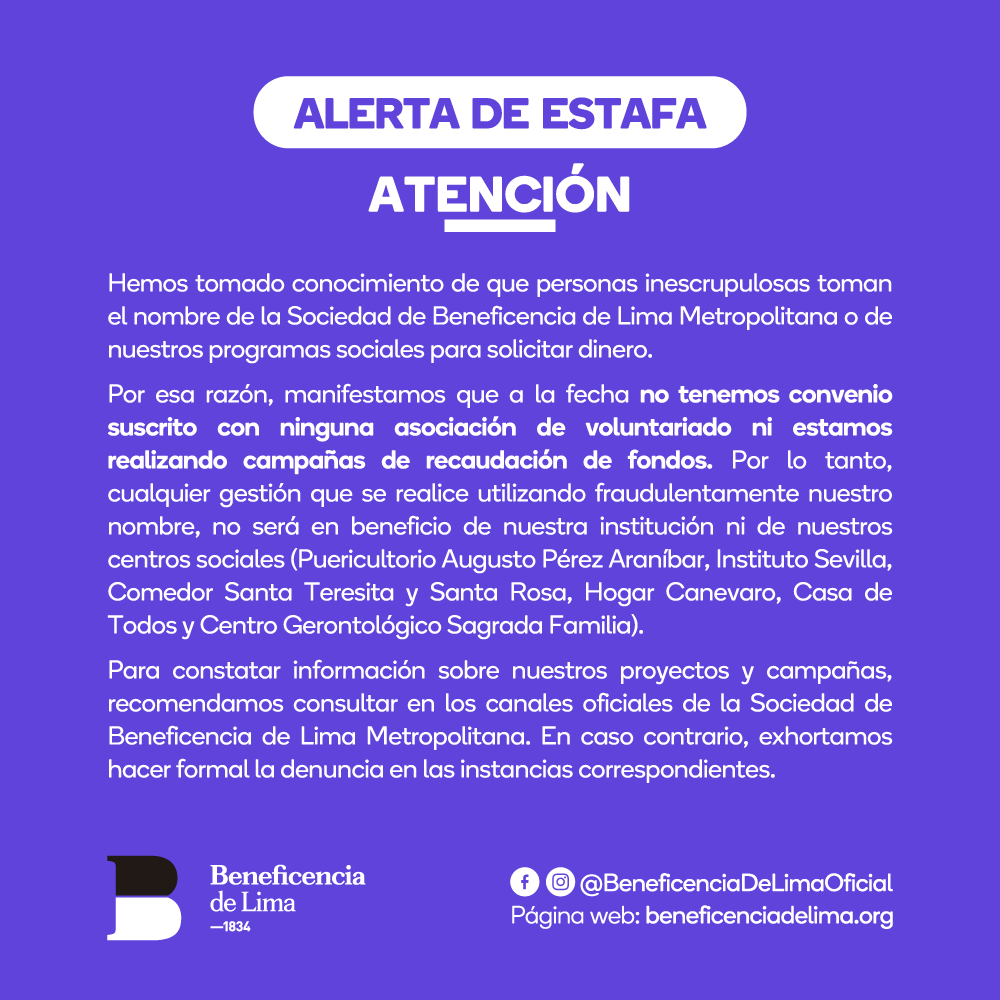 ALERTA DE ESTAFA
ATENCIÓN
Hemos tomado conocimiento de que personas inescrupulosas toman
el nombre de la Sociedad de Beneficencia de Lima Metropolitana o de
nuestros programas sociales para solicitar dinero.
Por esa razón, manifestamos que a la fecha no tenemos convenio
suscrito con ninguna asociación de voluntariado ni estamos
realizando campañas de recaudación de fondos. Por lo tanto,
cualquier gestión que se realice utilizando fraudulentamente nuestro
nombre, no será en beneficio de nuestra institución ni de nuestros
centros sociales (Puericultorio Augusto Pérez Araníbar, Instituto Sevilla,
Comedor Santa Teresita y Santa Rosa, Hogar Canevaro, Casa de
Todos y Centro Gerontológico Sagrada Familia).
Para constatar información sobre nuestros proyectos y campañas,
recomendamos consultar en los canales oficiales de la Sociedad de
Beneficencia de Lima Metropolitana. En caso contrario, exhortamos
hacer formal la denuncia en las instancias correspondientes.
B
Beneficencia
de Lima
—1834
@BeneficenciaDeLimaOficial
Página web: beneficenciadelima.org